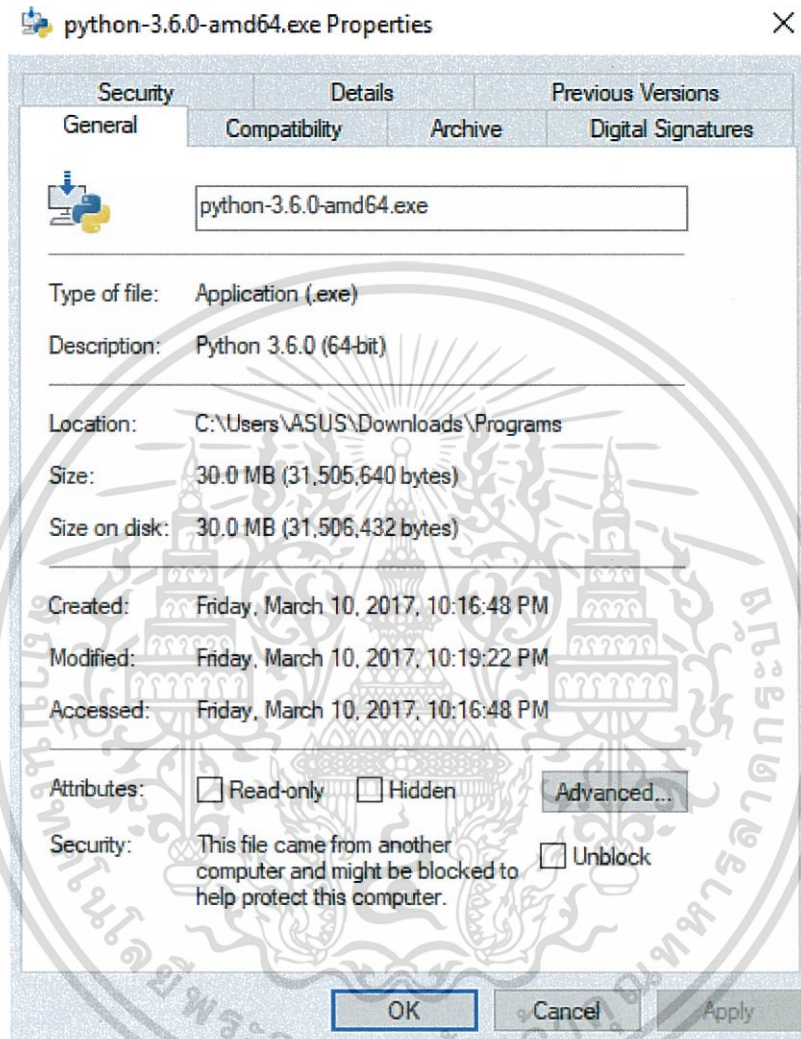 python-3.6.0-amd64.exe Properties
Security Details Previous Versions
General Compatibility Archive Digital Signatures
python-3.6.0-amd64.exe
Type of file: Application (.exe)
Description: Python 3.6.0 (64-bit)
Location: C:\Users\ASUS\Downloads\Programs
Size: 30.0 MB (31,505,640 bytes)
Size on disk: 30.0 MB (31,506,432 bytes)
Created: Friday, March 10, 2017, 10:16:48 PM
Modified: Friday, March 10, 2017, 10:19:22 PM
Accessed: Friday, March 10, 2017, 10:16:48 PM
Attributes: Read-only Hidden Advanced...
Security: This file came from another
computer and might be blocked to
help protect this computer.
Unblock
OK Cancel Apply